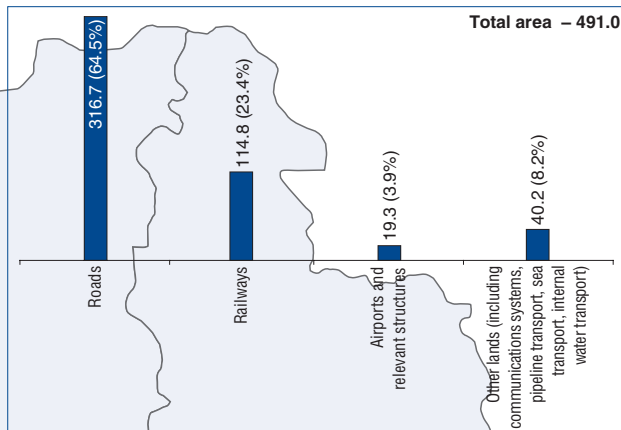 Total area – 491.0
316.7 (64.5%)
114.8 (23.4%)
19.3 (3.9%)
40.2 (8.2%)
Roads
Railways
Airports and
relevant structures
Other lands (including
communications systems,
pipeline transport, sea
transport, internal
water transport)